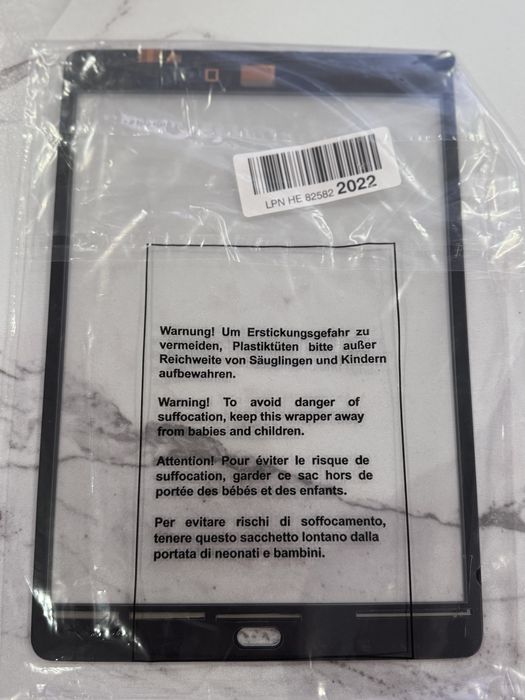 LPN HE 82582 2022
Warnung! Um Erstickungsgefahr zu
vermeiden, Plastiktüten bitte außer
Reichweite von Säuglingen und Kindern
aufbewahren.
Warning! To avoid danger of
suffocation, keep this wrapper away
from babies and children.
Attention! Pour éviter le risque de
suffocation, garder ce sac hors de
portée des bébés et des enfants.
Per evitare rischi di soffocamento,
tenere questo sacchetto lontano dalla
portata di neonati e bambini.